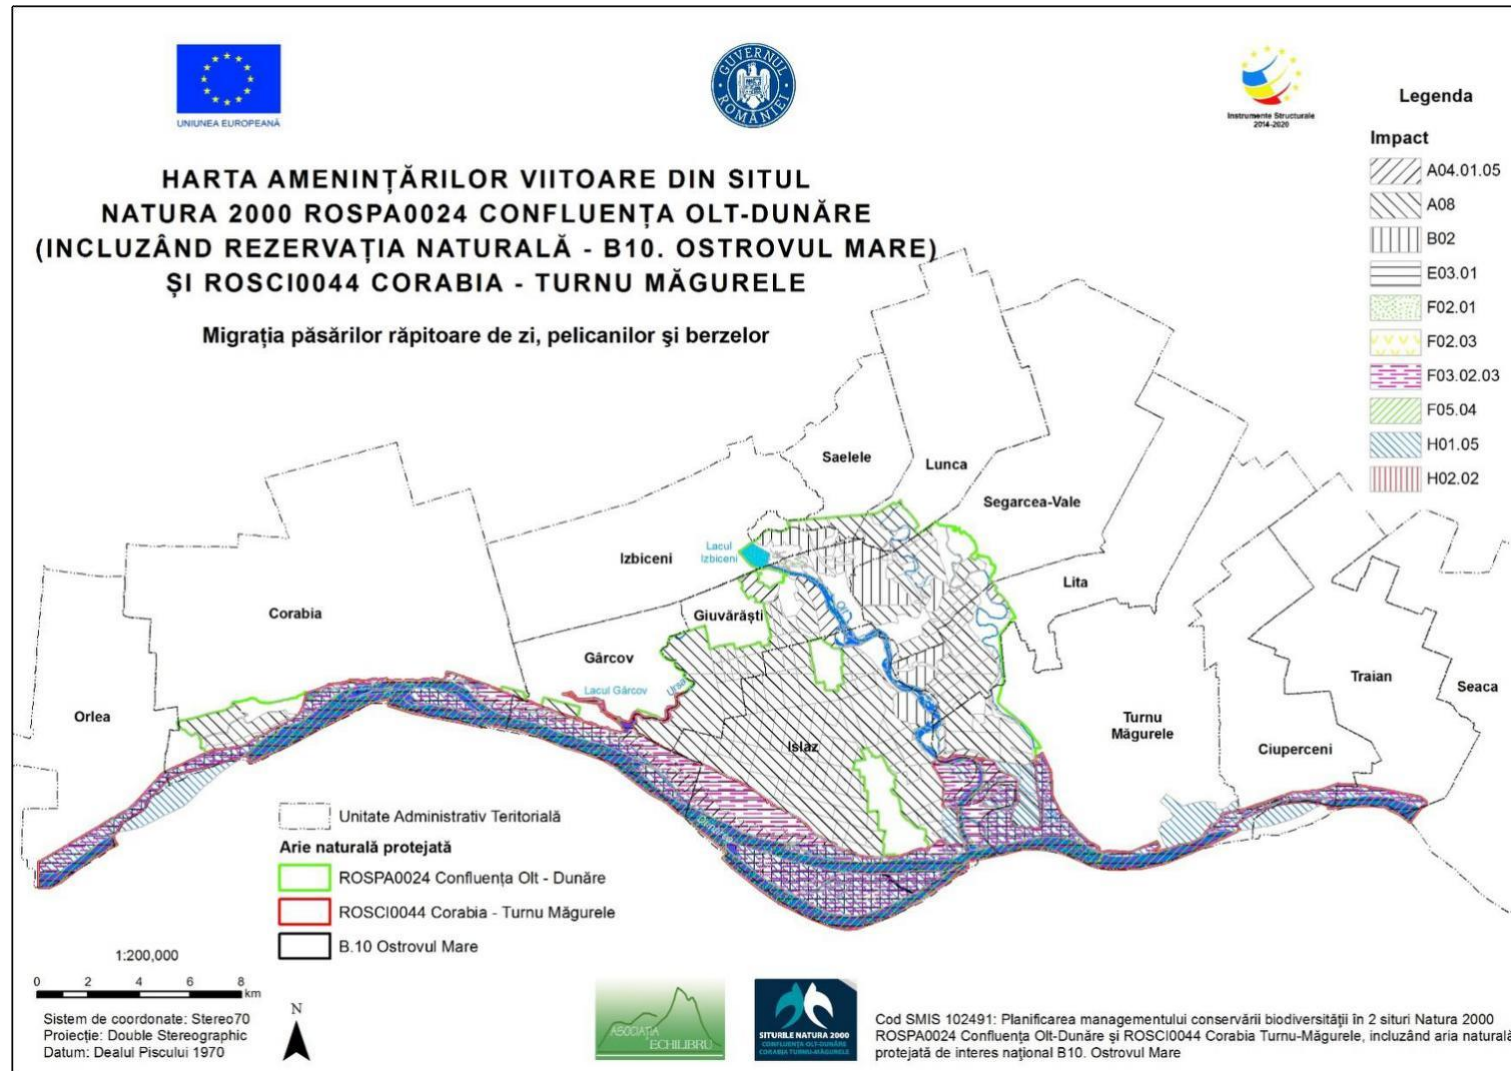 UNIUNEA EUROPEANĂ
GUVERNUL ROMÂNIEI
Instrumente Structurale
2014-2020
HARTA AMENINȚĂRILOR VIITOARE DIN SITUL
NATURA 2000 ROSPA0024 CONFLUENȚA OLT-DUNĂRE
(INCLUZÂND REZERVAȚIA NATURALĂ - B10. OSTROVUL MARE)
ȘI ROSCI0044 CORABIA - TURNU MĂGURELE
Migrația păsărilor răpitoare de zi, pelicanilor și berzelor
Legenda
Impact
A04.01.05
A08
B02
E03.01
F02.01
F02.03
F03.02.03
F05.04
H01.05
H02.02
Saelele
Lunca
Segarcea-Vale
Izbiceni
Lacul
Izbiceni
Olt
Lita
Corabia
Giuvărăști
Gârcov
Lacul Gârcov
Ursa
Orlea
Islaz
Turnu
Măgurele
Ciuperceni
Traian
Seaca
Unitate Administrativ Teritorială
Arie naturală protejată
ROSPA0024 Confluența Olt - Dunăre
ROSCI0044 Corabia - Turnu Măgurele
B.10 Ostrovul Mare
1:200,000
0 2 4 6 8
km
N
Sistem de coordonate: Stereo70
Proiecție: Double Stereographic
Datum: Dealul Piscului 1970
ASOCIAȚIA
ECHILIBRU
SITURILE NATURA 2000
CONFLUENȚA OLT-DUNĂRE
CORABIA TURNU-MĂGURELE
Cod SMIS 102491: Planificarea managementului conservării biodiversității în 2 situri Natura 2000
ROSPA0024 Confluența Olt-Dunăre și ROSCI0044 Corabia Turnu-Măgurele, incluzând aria naturală
protejată de interes național B10. Ostrovul Mare